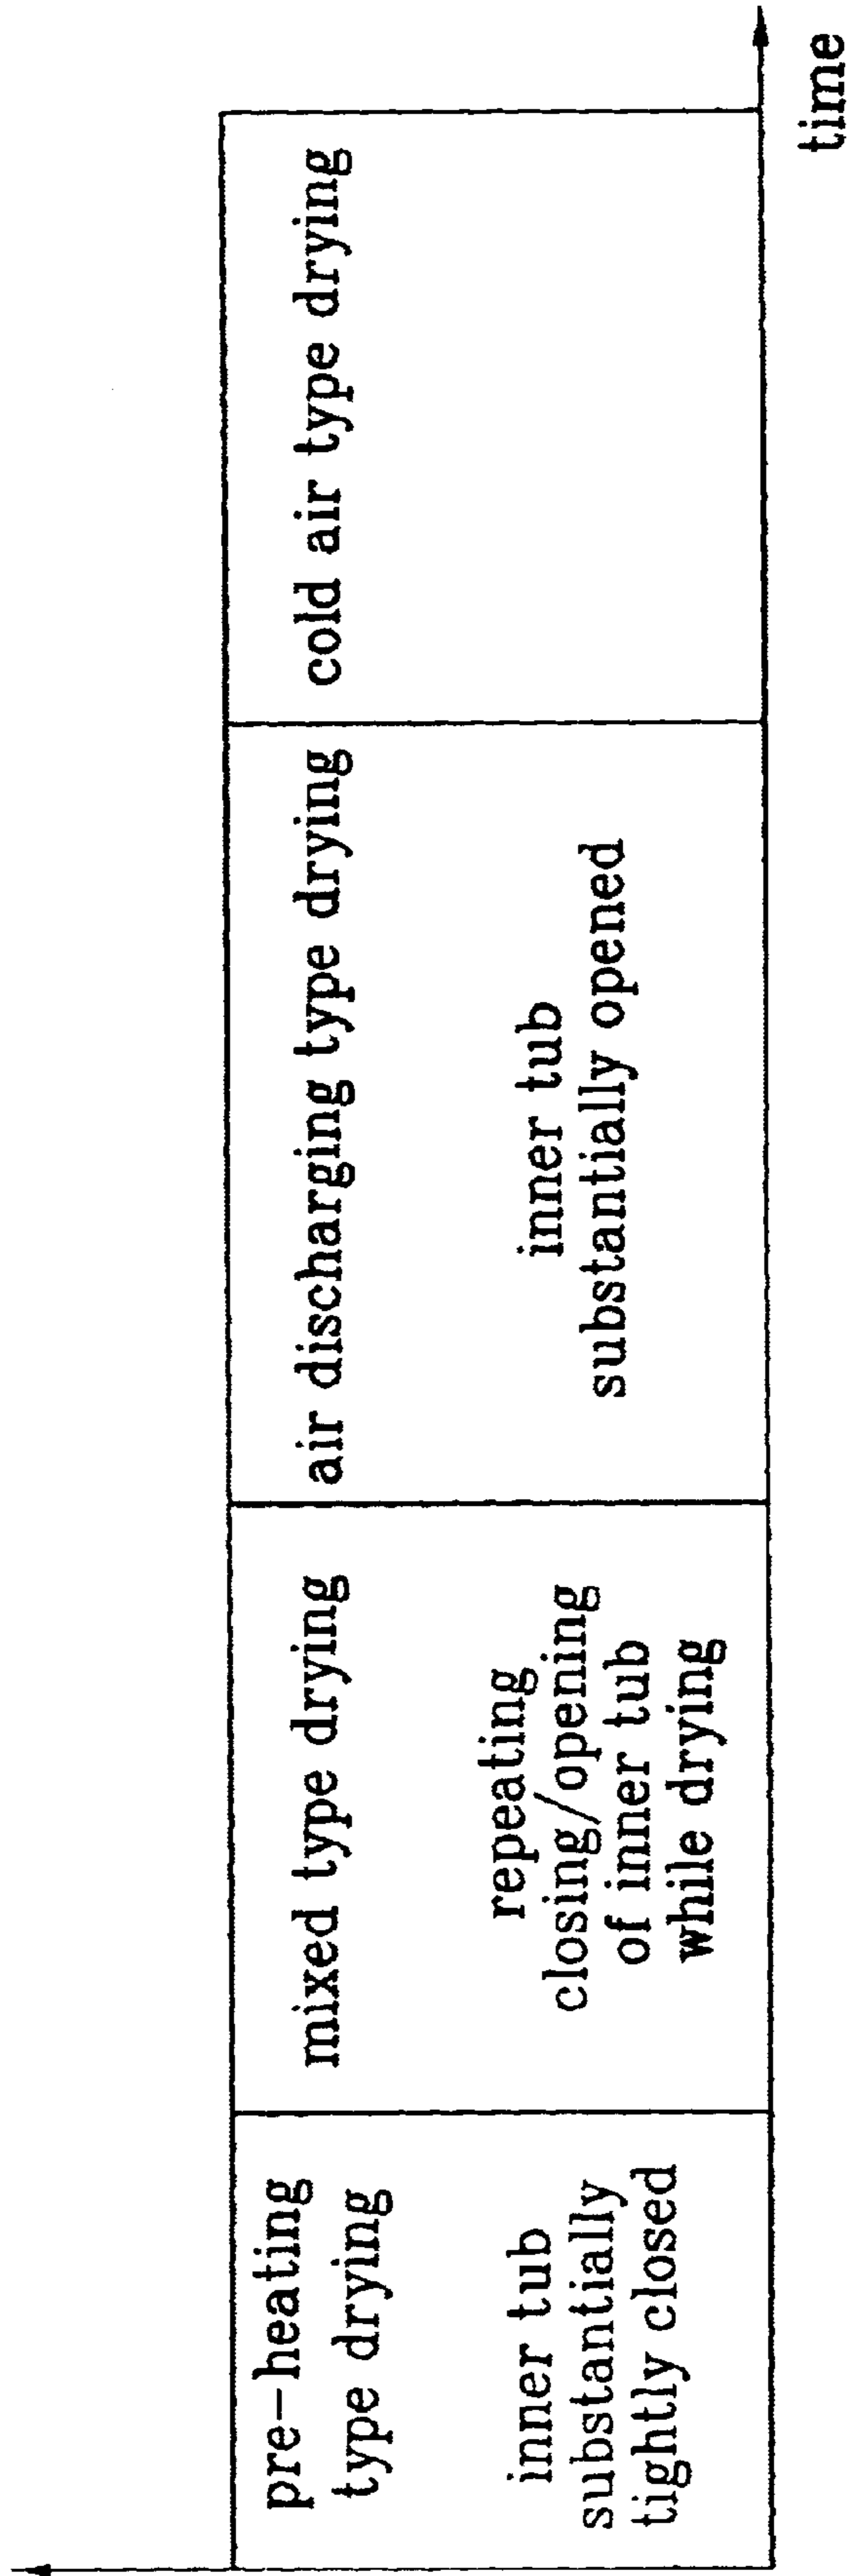 pre-heating
type drying
inner tub
substantially
tightly closed
mixed type drying
repeating
closing/opening
of inner tub
while drying
air discharging type drying
inner tub
substantially opened
cold air type drying
time